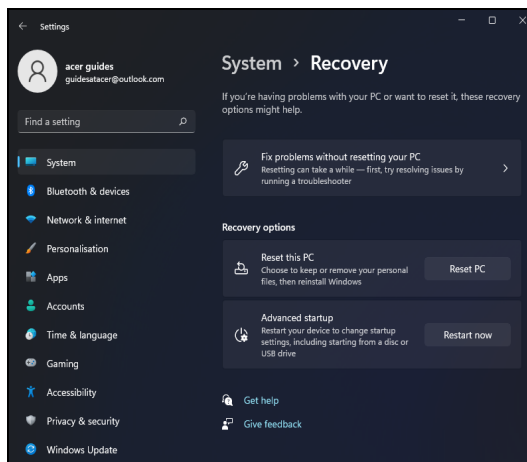 Settings
acer guides
guidesatacer@outlook.com
Find a setting
System
Bluetooth & devices
Network & internet
Personalisation
Apps
Accounts
Time & language
Gaming
Accessibility
Privacy & security
Windows Update
System > Recovery
If you're having problems with your PC or want to reset it, these recovery
options might help.
Fix problems without resetting your PC
Resetting can take a while — first, try resolving issues by
running a troubleshooter
Recovery options
Reset this PC
Choose to keep or remove your personal
files, then reinstall Windows
Reset PC
Advanced startup
Restart your device to change startup
settings, including starting from a disc or
USB drive
Restart now
Get help
Give feedback